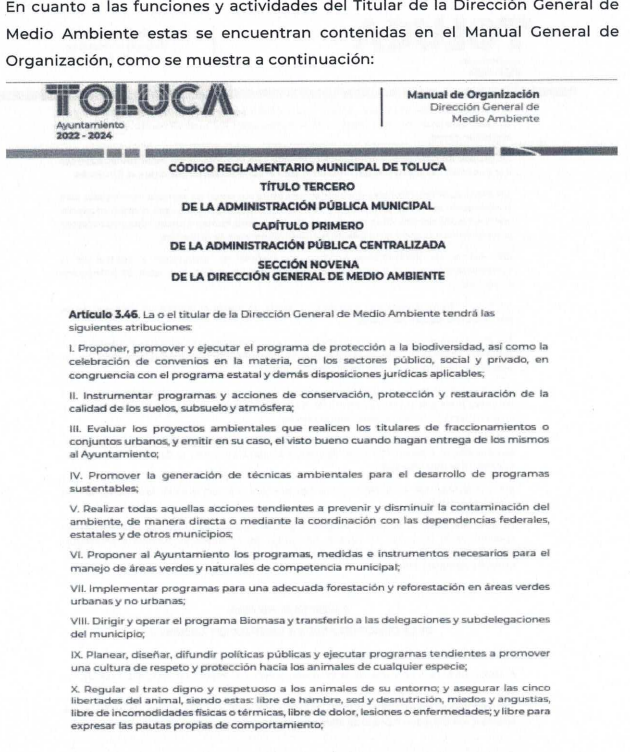 En cuanto a las funciones y actividades del Titular de la Dirección General de
Medio Ambiente estas se encuentran contenidas en el Manual General de
Organización, como se muestra a continuación:
TOLUCA
Ayuntamiento
2022 - 2024
Manual de Organización
Dirección General de
Medio Ambiente
CÓDIGO REGLAMENTARIO MUNICIPAL DE TOLUCA
TÍTULO TERCERO
DE LA ADMINISTRACIÓN PÚBLICA MUNICIPAL
CAPÍTULO PRIMERO
DE LA ADMINISTRACIÓN PÚBLICA CENTRALIZADA
SECCIÓN NOVENA
DE LA DIRECCIÓN GENERAL DE MEDIO AMBIENTE
Artículo 3.46. La o el titular de la Dirección General de Medio Ambiente tendrá las
siguientes atribuciones:
I. Proponer, promover y ejecutar el programa de protección a la biodiversidad, así como la
celebración de convenios en la materia, con los sectores público, social y privado, en
congruencia con el programa estatal y demás disposiciones jurídicas aplicables;
II. Instrumentar programas y acciones de conservación, protección y restauración de la
calidad de los suelos, subsuelo y atmósfera;
III. Evaluar los proyectos ambientales que realicen los titulares de fraccionamientos o
conjuntos urbanos, y emitir en su caso, el visto bueno cuando hagan entrega de los mismos
al Ayuntamiento;
IV. Promover la generación de técnicas ambientales para el desarrollo de programas
sustentables;
V. Realizar todas aquellas acciones tendientes a prevenir y disminuir la contaminación del
ambiente, de manera directa o mediante la coordinación con las dependencias federales,
estatales y de otros municipios;
VI. Proponer al Ayuntamiento los programas, medidas e instrumentos necesarios para el
manejo de áreas verdes y naturales de competencia municipal;
VII. Implementar programas para una adecuada forestación y reforestación en áreas verdes
urbanas y no urbanas;
VIII. Dirigir y operar el programa Biomasa y transferirlo a las delegaciones y subdelegaciones
del municipio;
IX. Planear, diseñar, difundir políticas públicas y ejecutar programas tendientes a promover
una cultura de respeto y protección hacia los animales de cualquier especie;
X. Regular el trato digno y respetuoso a los animales de su entorno; y asegurar las cinco
libertades del animal, siendo estas: libre de hambre, sed y desnutrición, miedos y angustias,
libre de incomodidades físicas o térmicas, libre de dolor, lesiones o enfermedades; y libre para
expresar las pautas propias de comportamiento;